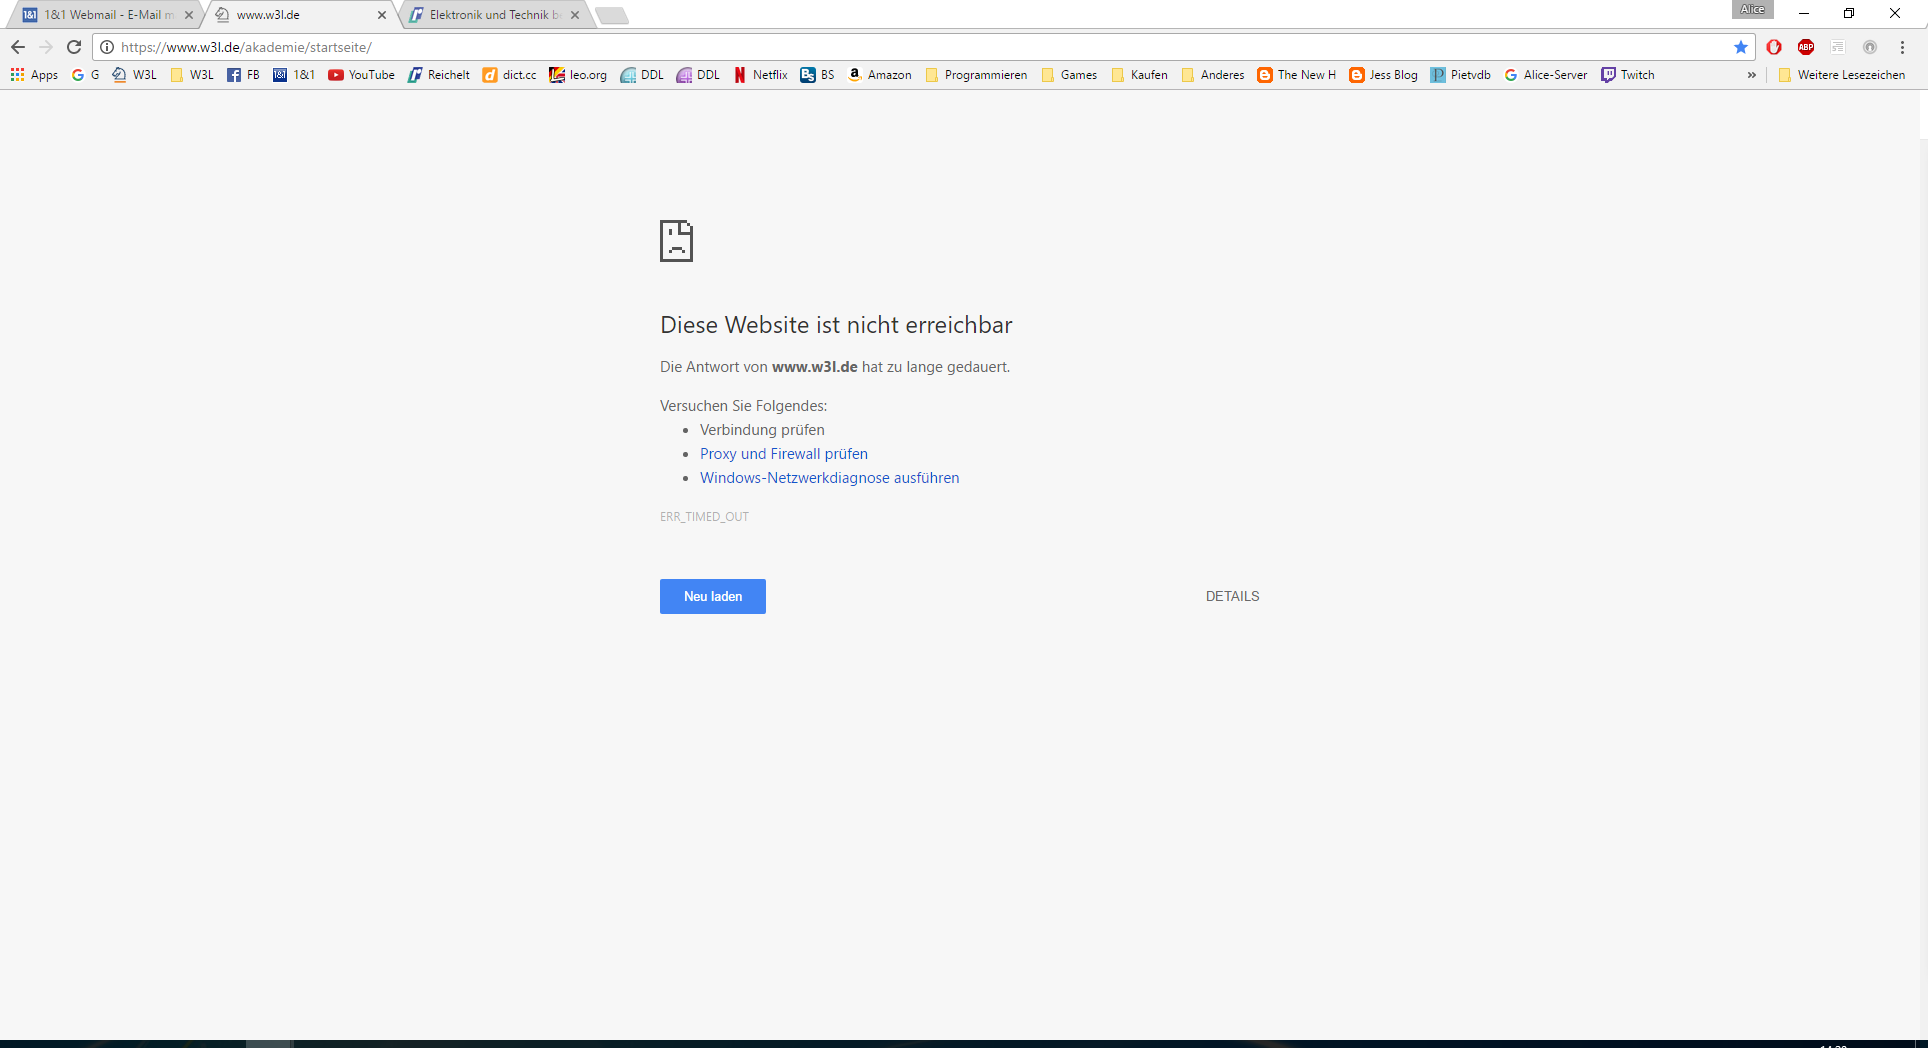 1&1 Webmail - E-Mail m
www.w3l.de
Elektronik und Technik be
Alice
https://www.w3l.de/akademie/startseite/
ABP
Apps
G
W3L
W3L
FB
1&1
YouTube
Reichelt
dict.cc
leo.org
DDL
DDL
Netflix
BS
Amazon
Programmieren
Games
Kaufen
Anderes
The New H
Jess Blog
Pietvdb
Alice-Server
Twitch
»
Weitere Lesezeichen
Diese Website ist nicht erreichbar
Die Antwort von www.w3l.de hat zu lange gedauert.
Versuchen Sie Folgendes:
• Verbindung prüfen
• Proxy und Firewall prüfen
• Windows-Netzwerkdiagnose ausführen
ERR_TIMED_OUT
Neu laden
DETAILS